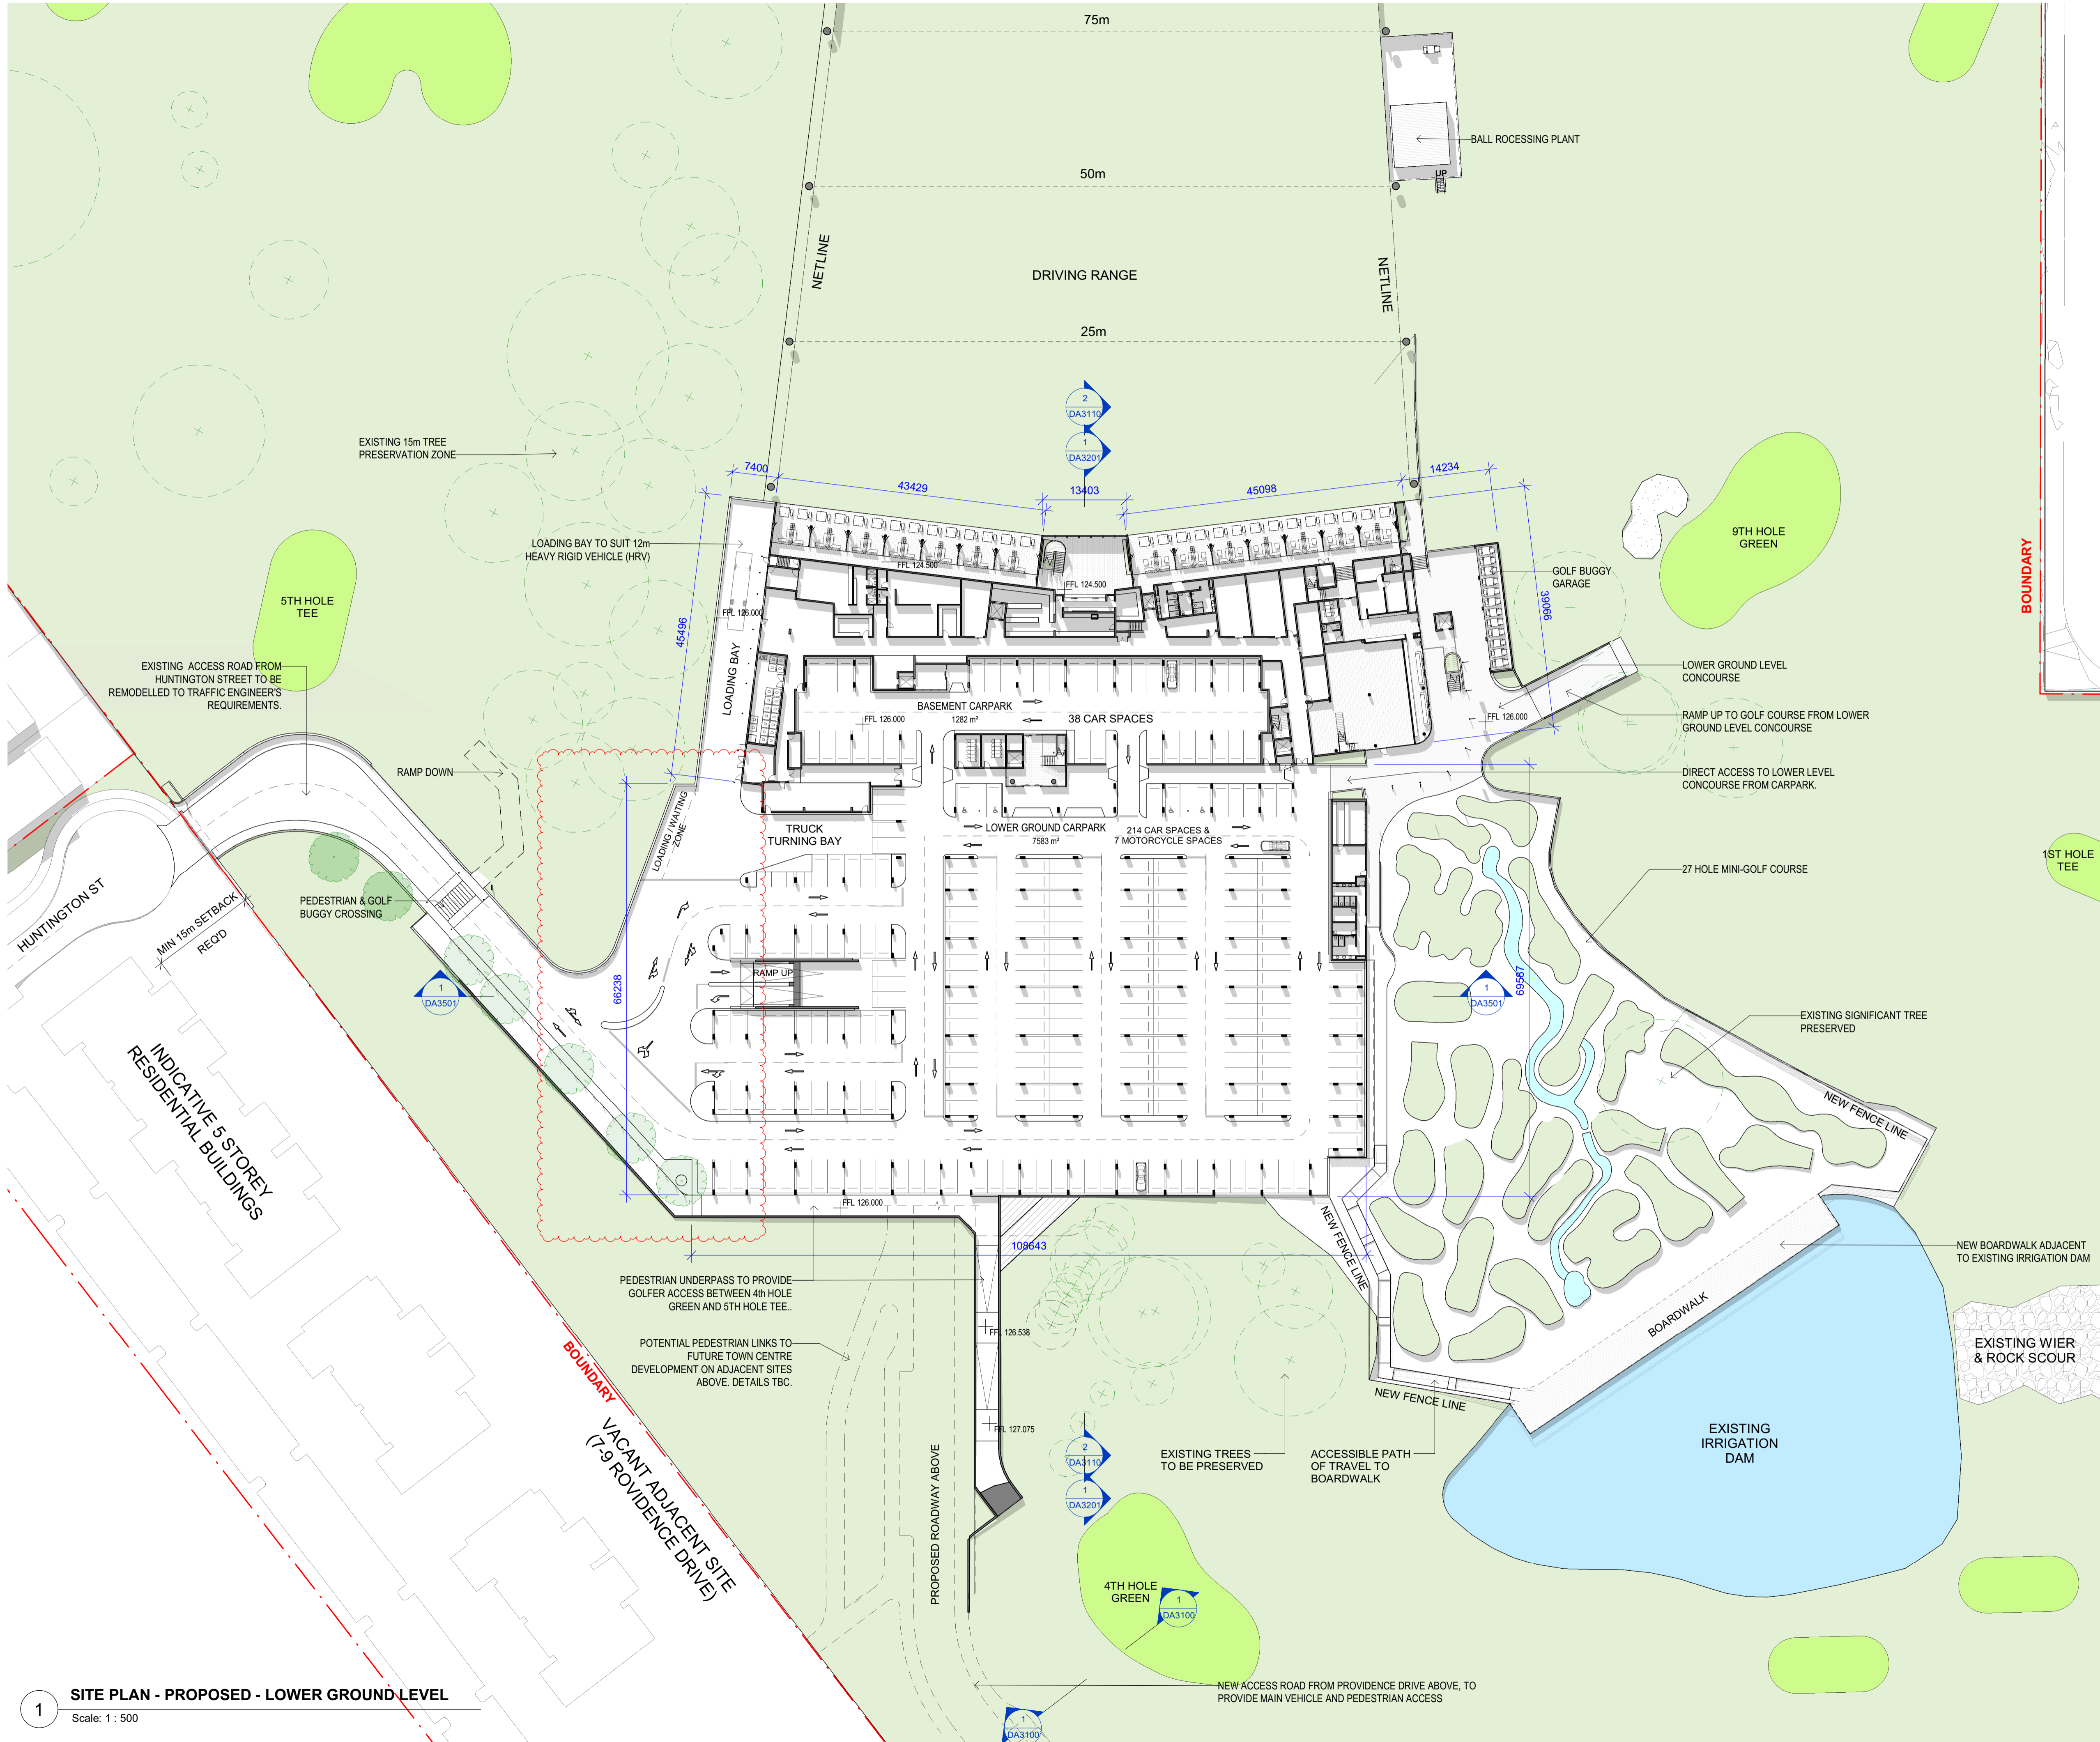 75m
BALL ROCESSING PLANT
UP
50m
NETLINE
NETLINE
DRIVING RANGE
25m
2
DA3110
1
DA3201
EXISTING 15m TREE
PRESERVATION ZONE
7400
43429
13403
45098
14234
LOADING BAY TO SUIT 12m
HEAVY RIGID VEHICLE (HRV)
9TH HOLE
GREEN
BOUNDARY
FFL 124.500
FFL 124.500
GOLF BUGGY
GARAGE
5TH HOLE
TEE
FFL 126.000
39066
45496
EXISTING ACCESS ROAD FROM
HUNTINGTON STREET TO BE
REMODELLED TO TRAFFIC ENGINEER'S
REQUIREMENTS.
LOADING BAY
LOWER GROUND LEVEL
CONCOURSE
BASEMENT CARPARK
1282 m²
FFL 126.000
38 CAR SPACES
FFL 126.000
RAMP UP TO GOLF COURSE FROM LOWER
GROUND LEVEL CONCOURSE
RAMP DOWN
DIRECT ACCESS TO LOWER LEVEL
CONCOURSE FROM CARPARK.
LOADING / WAITING
ZONE
TRUCK
TURNING BAY
LOWER GROUND CARPARK
7583 m²
214 CAR SPACES &
7 MOTORCYCLE SPACES
1ST HOLE
TEE
27 HOLE MINI-GOLF COURSE
HUNTINGTON ST
PEDESTRIAN & GOLF
BUGGY CROSSING
MIN 15m SETBACK
REQ'D
RAMP UP
66238
69567
1
DA3501
1
DA3501
EXISTING SIGNIFICANT TREE
PRESERVED
INDICATIVE 5 STOREY
RESIDENTIAL BUILDINGS
NEW FENCE LINE
FFL 126.000
NEW FENCE LINE
108643
NEW BOARDWALK ADJACENT
TO EXISTING IRRIGATION DAM
PEDESTRIAN UNDERPASS TO PROVIDE
GOLFER ACCESS BETWEEN 4th HOLE
GREEN AND 5TH HOLE TEE..
BOARDWALK
FFL 126.538
EXISTING WIER
& ROCK SCOUR
POTENTIAL PEDESTRIAN LINKS TO
FUTURE TOWN CENTRE
DEVELOPMENT ON ADJACENT SITES
ABOVE. DETAILS TBC.
BOUNDARY
NEW FENCE LINE
FFL 127.075
VACANT ADJACENT SITE
(7-9 ROVIDENCE DRIVE)
PROPOSED ROADWAY ABOVE
2
DA3110
1
DA3201
EXISTING TREES
TO BE PRESERVED
ACCESSIBLE PATH
OF TRAVEL TO
BOARDWALK
EXISTING
IRRIGATION
DAM
4TH HOLE
GREEN
1
DA3100
NEW ACCESS ROAD FROM PROVIDENCE DRIVE ABOVE, TO
PROVIDE MAIN VEHICLE AND PEDESTRIAN ACCESS
1
DA3100
1
SITE PLAN - PROPOSED - LOWER GROUND LEVEL
Scale: 1 : 500